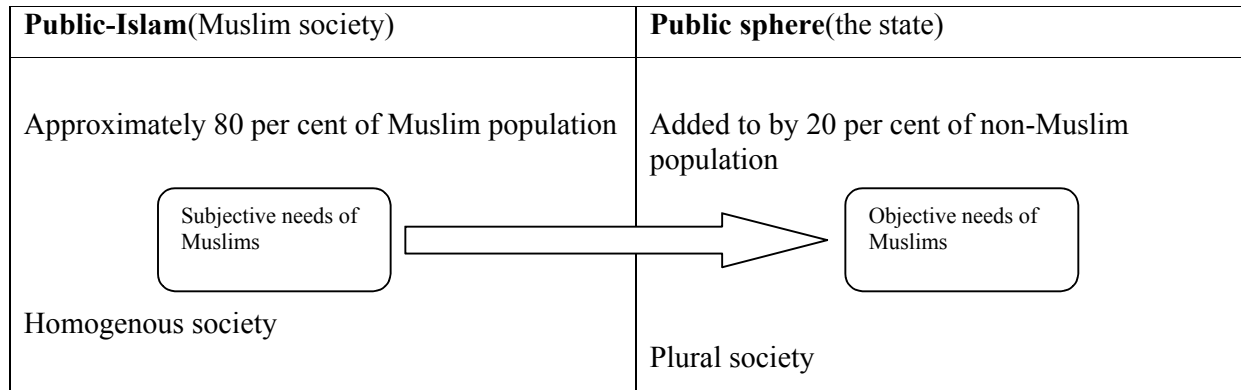 Public-Islam(Muslim society)
Public sphere(the state)
Approximately 80 per cent of Muslim population
Subjective needs of
Muslims
Homogenous society
Added to by 20 per cent of non-Muslim
population
Objective needs of
Muslims
Plural society